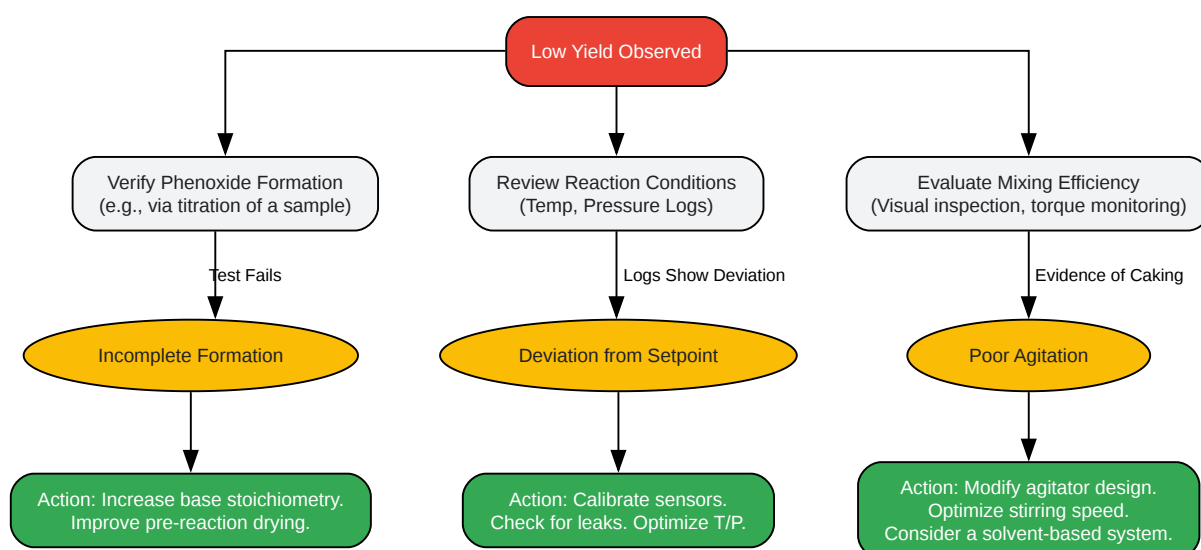 Low Yield Observed
Verify Phenoxide Formation
(e.g., via titration of a sample)
Review Reaction Conditions
(Temp, Pressure Logs)
Evaluate Mixing Efficiency
(Visual inspection, torque monitoring)
Test Fails
Logs Show Deviation
Evidence of Caking
Incomplete Formation
Deviation from Setpoint
Poor Agitation
Action: Increase base stoichiometry.
Improve pre-reaction drying.
Action: Calibrate sensors.
Check for leaks. Optimize T/P.
Action: Modify agitator design.
Optimize stirring speed.
Consider a solvent-based system.